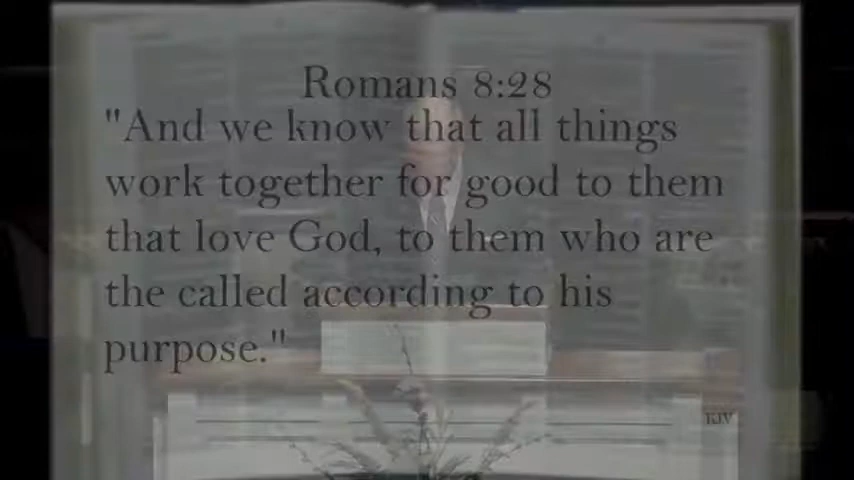 Romans 8:28
"And we know that all things
work together for good to them
that love God, to them who are
the called according to his
purpose."
KJV